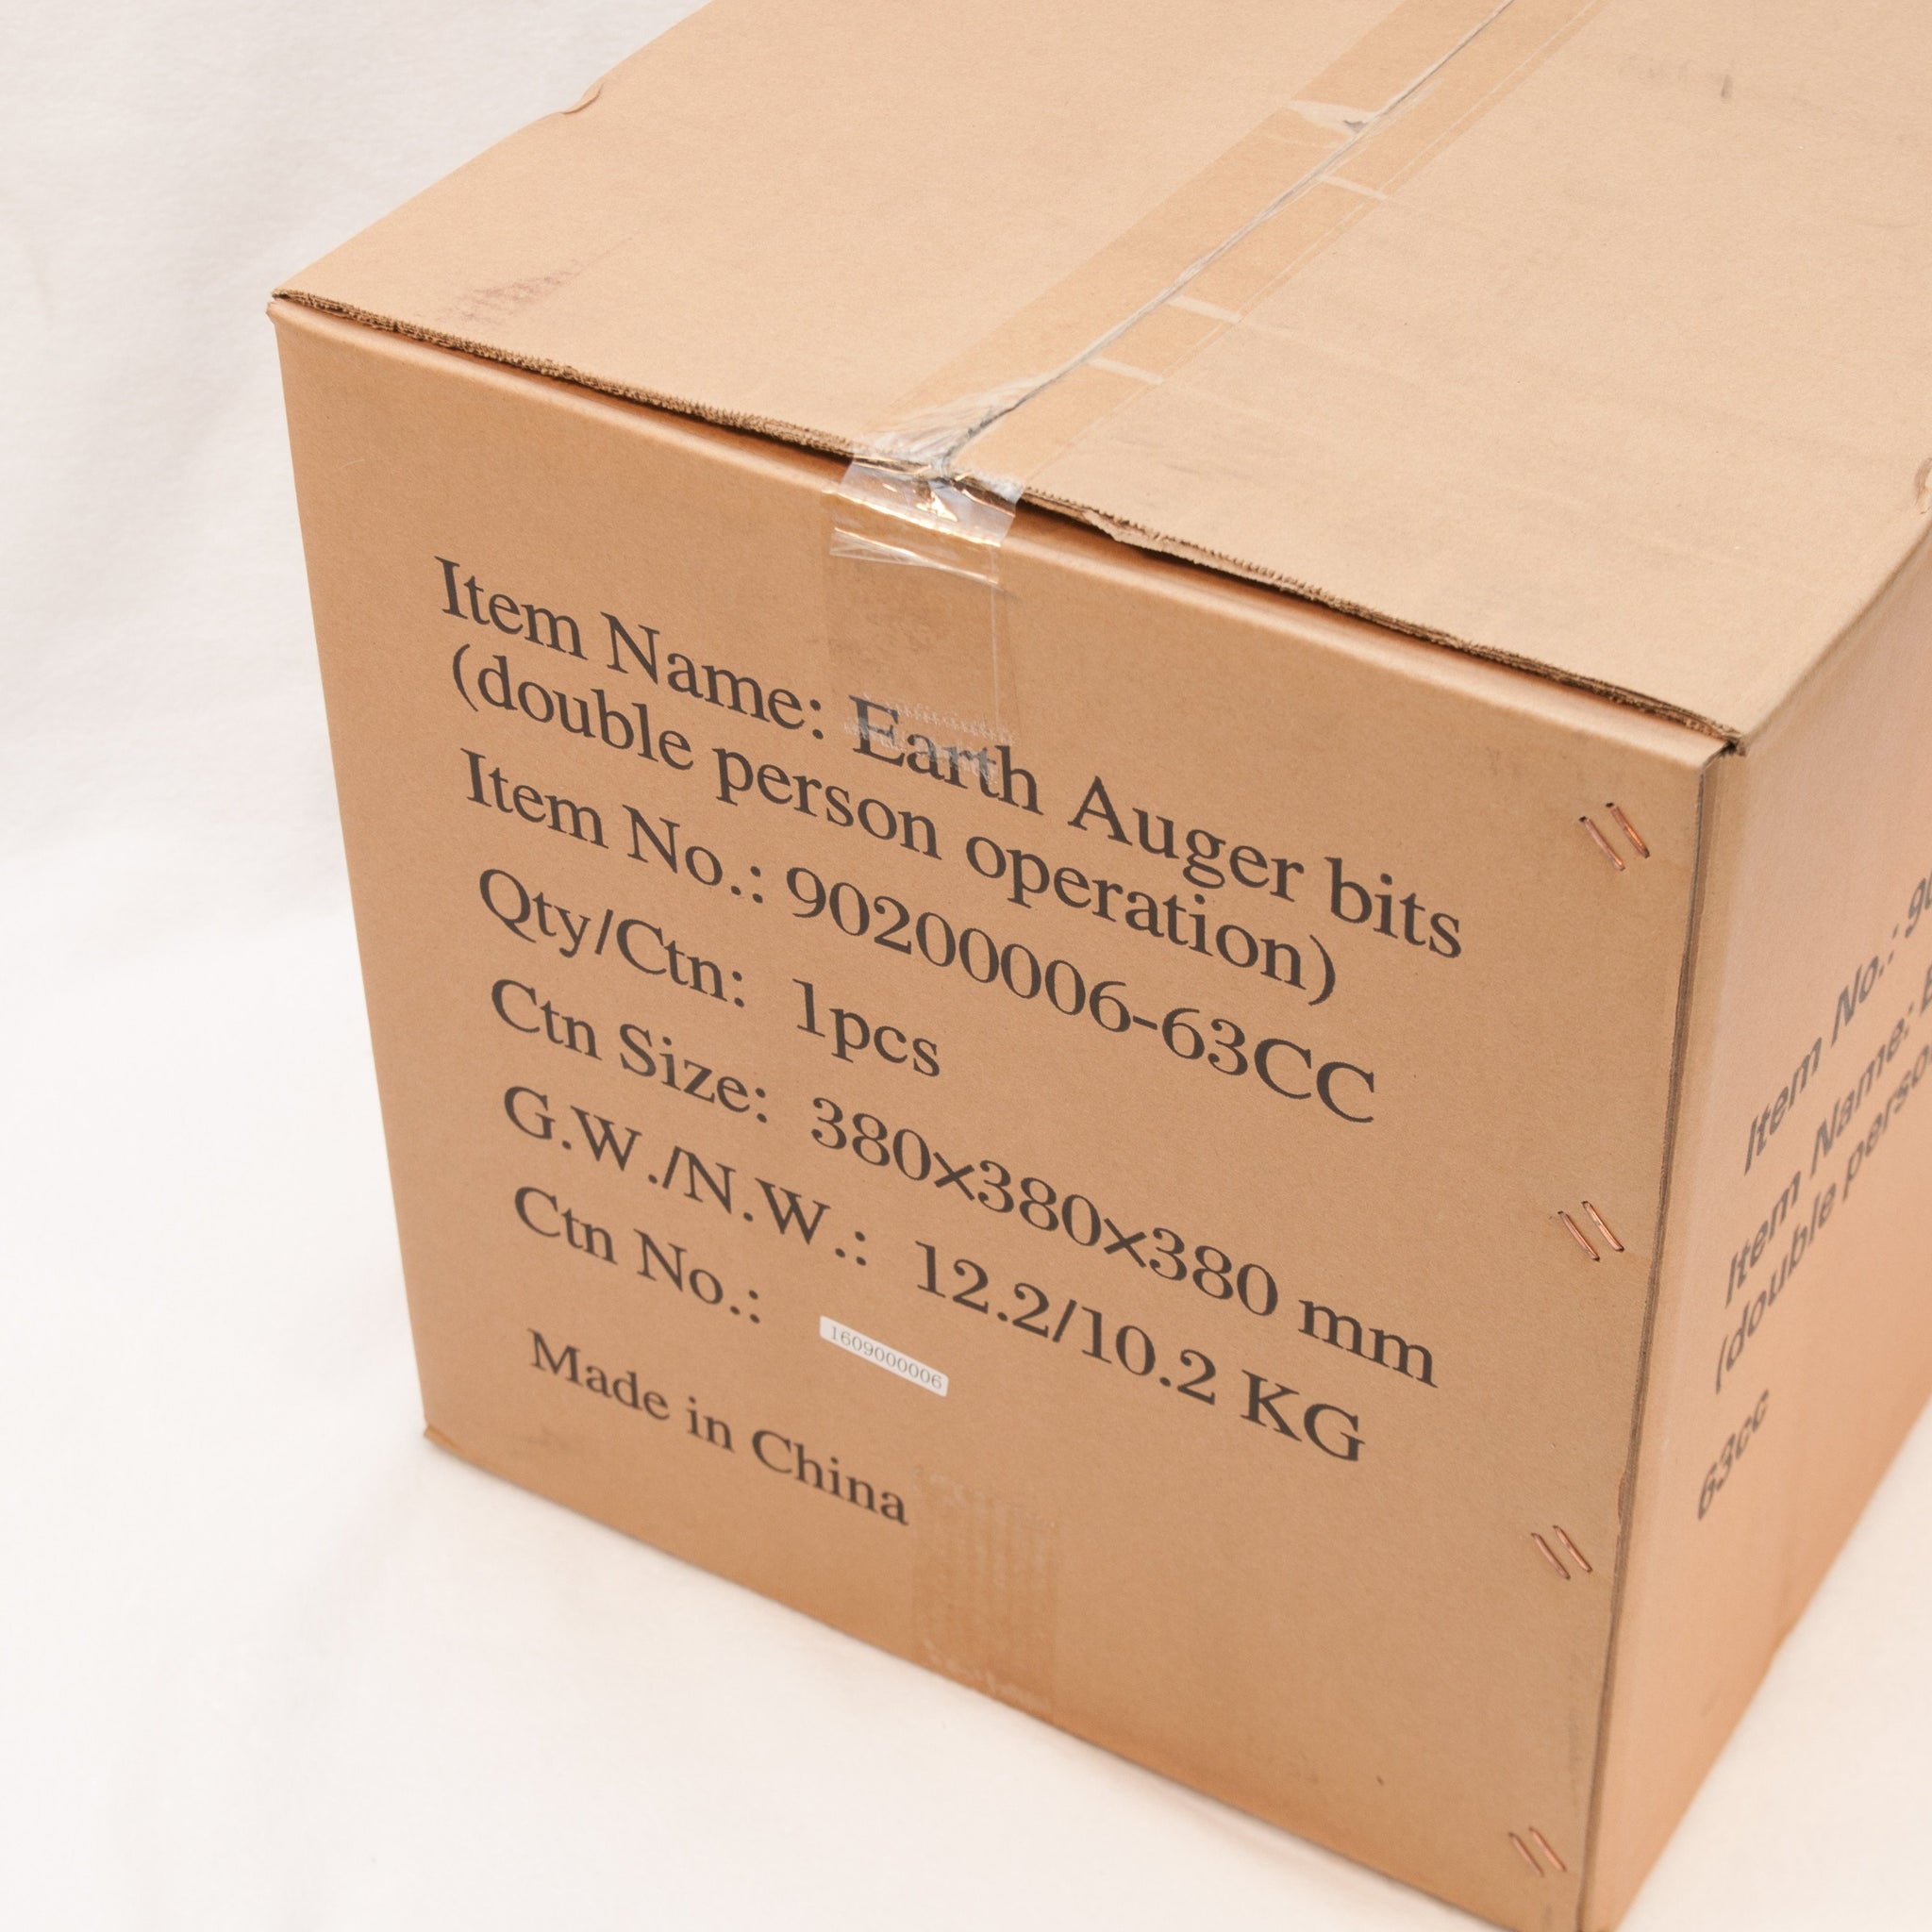 Item Name: Earth Auger bits
(double person operation)
Item No.: 90200006-63CC
Qty/Ctn: 1pcs
Ctn Size: 380×380×380 mm
G.W./N.W.: 12.2/10.2 KG
Ctn No.: 1609000006
Made in China
Item No.:
Item Name:
(double
63cc